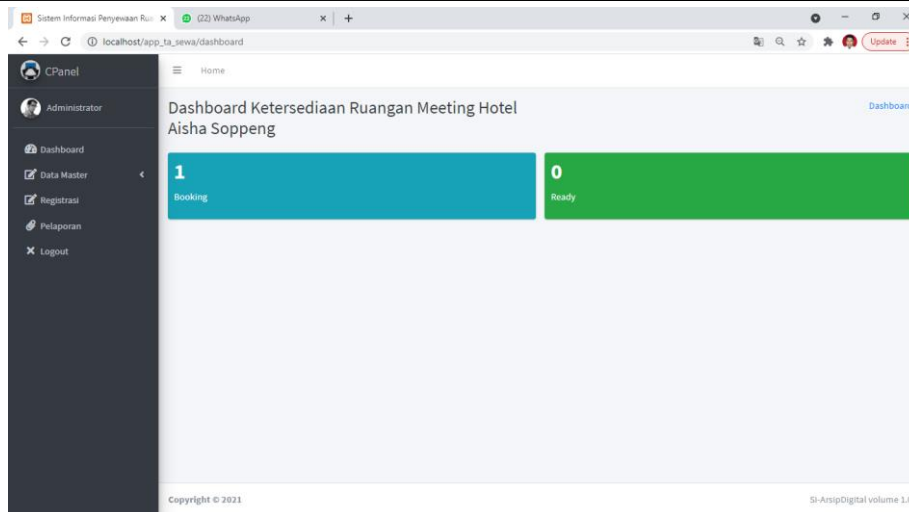 Sistem Informasi Penyewaan Rua
(22) WhatsApp
localhost/app_ta_sewa/dashboard
Update
CPanel
Home
Administrator
Dashboard Ketersediaan Ruangan Meeting Hotel
Aisha Soppeng
Dashboar
Dashboard
Data Master
Registrasi
Pelaporan
Logout
1
Booking
0
Ready
Copyright © 2021
SI-ArsipDigital volume 1.